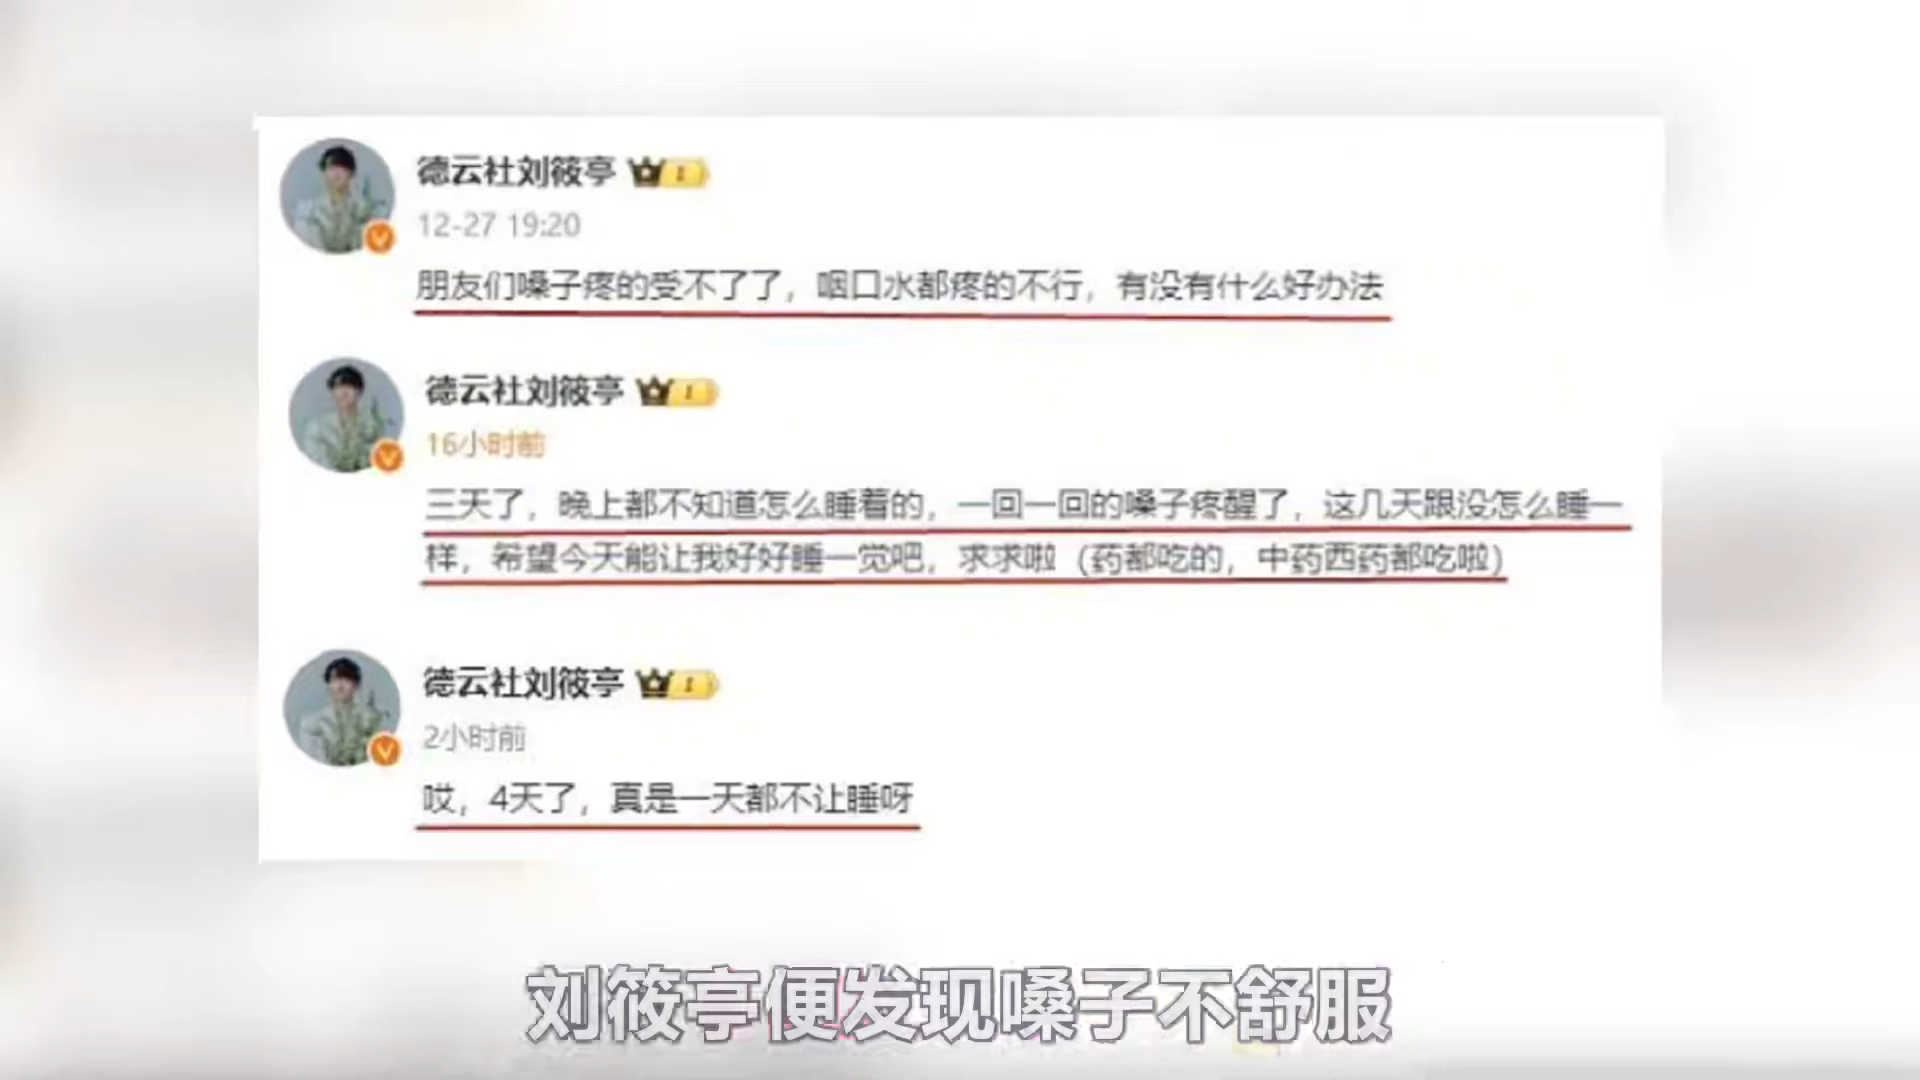 德云社刘筱亭
12-27 19:20
朋友们嗓子疼的受不了了，咽口水都疼的不行，有没有什么好办法
德云社刘筱亭
16小时前
三天了，晚上都不知道怎么睡着的，一回一回的嗓子疼醒了，这几天跟没怎么睡一
样，希望今天能让我好好睡一觉吧，求求啦（药都吃的，中药西药都吃啦）
德云社刘筱亭
2小时前
哎，4天了，真是一天都不让睡呀
刘筱亭便发现嗓子不舒服